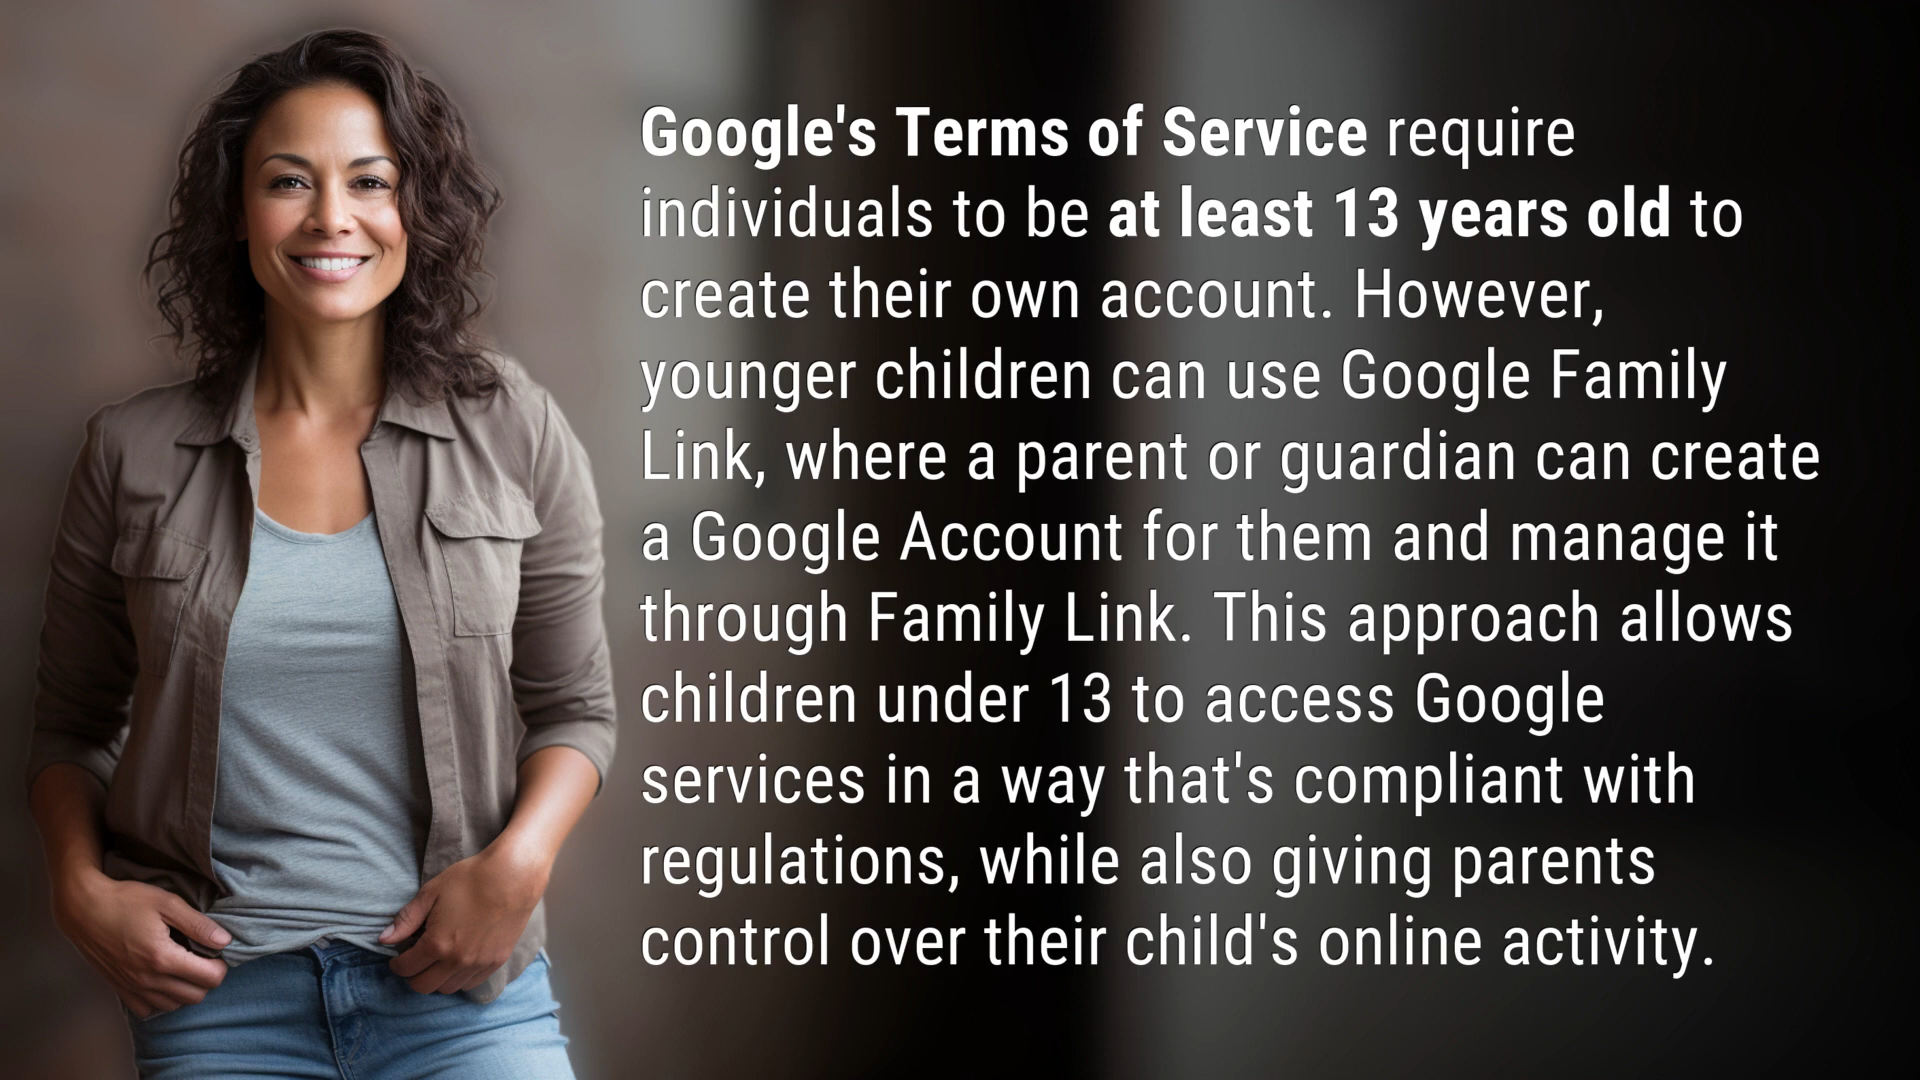 Google's Terms of Service require
individuals to be at least 13 years old to
create their own account. However,
younger children can use Google Family
Link, where a parent or guardian can create
a Google Account for them and manage it
through Family Link. This approach allows
children under 13 to access Google
services in a way that's compliant with
regulations, while also giving parents
control over their child's online activity.